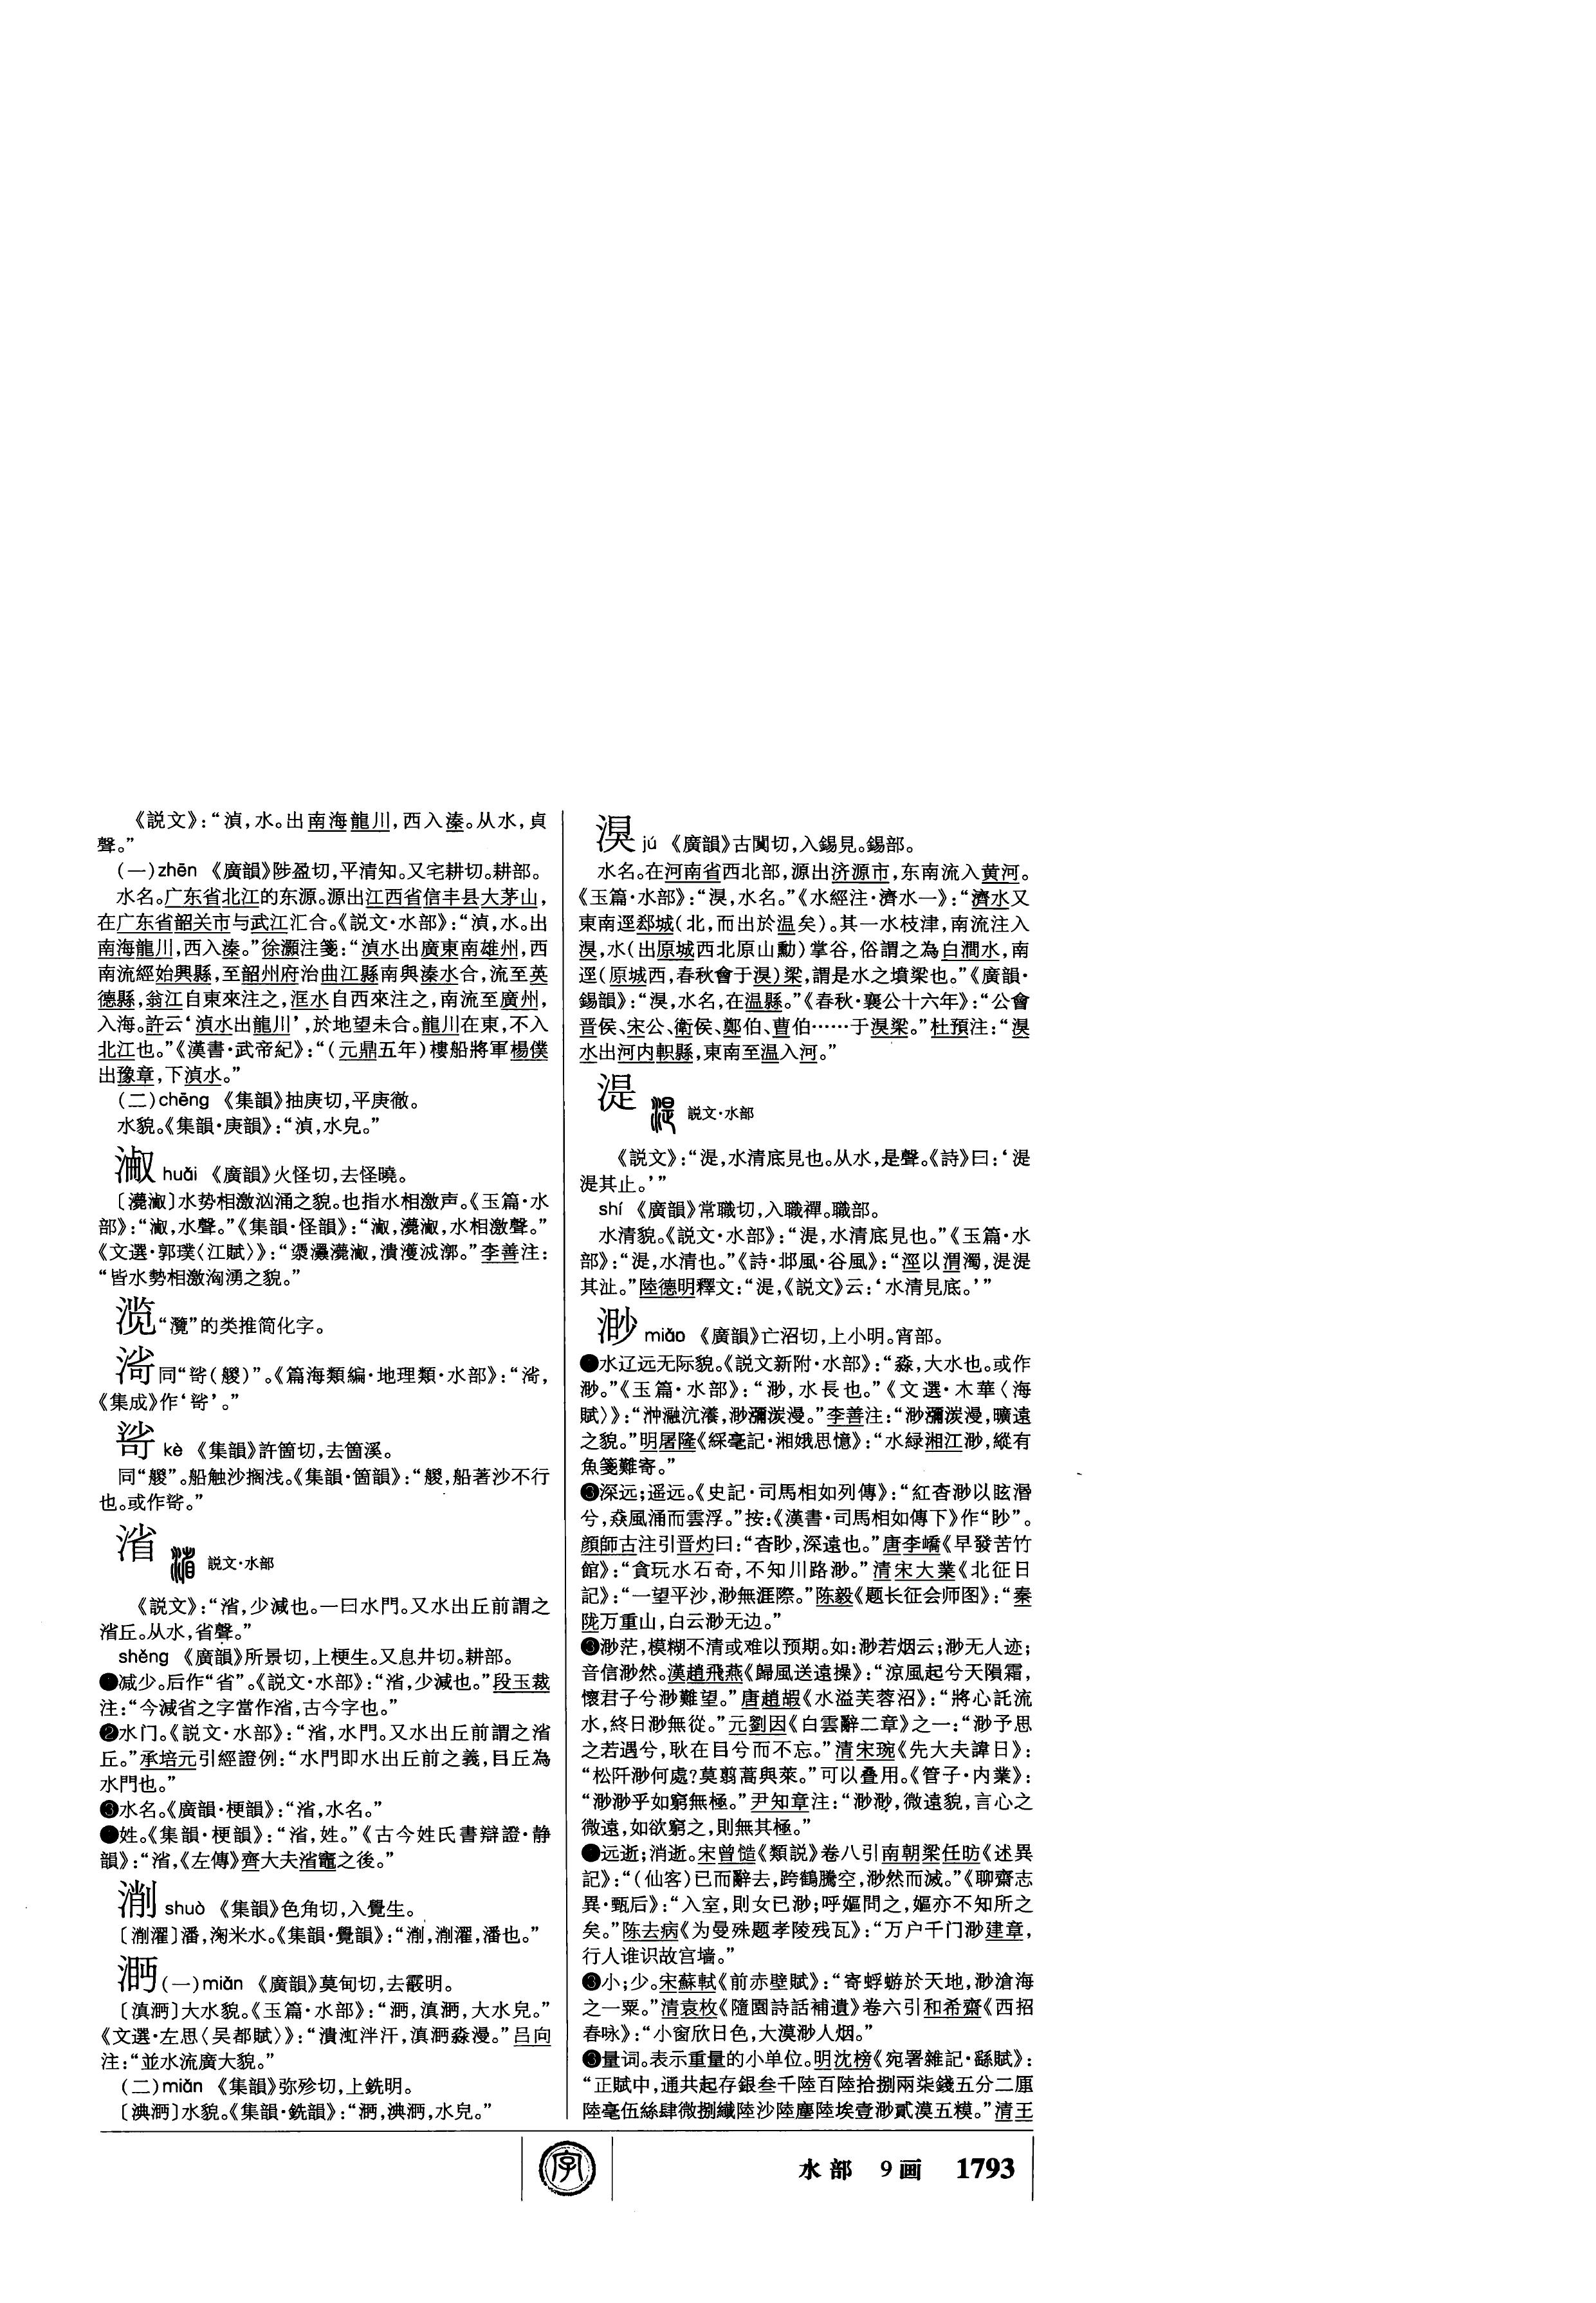 《説文》：“湞，水。出南海龍川，西入溱。从水，貞
聲。”
（一）zhēn 《廣韻》陟盈切，平清知。又宅耕切。耕部。
水名。广东省北江的东源。源出江西省信丰县大茅山，
在广东省韶关市与武江汇合。《説文·水部》：“湞，水。出
南海龍川，西入溱。”徐灝注箋：“湞水出廣東南雄州，西
南流經始興縣，至韶州府治曲江縣南與溱水合，流至英
德縣，翁江自東來注之，洭水自西來注之，南流至廣州，
入海。許云‘湞水出龍川’，於地望未合。龍川在東，不入
北江也。”《漢書·武帝紀》：“（元鼎五年）樓船將軍楊僕
出豫章，下湞水。”
（二）chēng 《集韻》抽庚切，平庚徹。
水貌。《集韻·庚韻》：“湞，水皃。”
㴎 huǎi 《廣韻》火怪切，去怪曉。
〔㶔㴎〕水势相激汹涌之貌。也指水相激声。《玉篇·水
部》：“㴎，水聲。”《集韻·怪韻》：“㴎，㶔㴎，水相激聲。”
《文選·郭璞〈江賦〉》：“㵧灅㶔㴎，潰濩泧漷。”李善注：
“皆水勢相激洶湧之貌。”
“灠”的类推简化字。
同“𣶏（艐）”。《篇海類編·地理類·水部》：“渮，
《集成》作‘𣶏’。”
kè 《集韻》許箇切，去箇溪。
同“艐”。船触沙搁浅。《集韻·箇韻》：“艐，船著沙不行
也。或作𣶏。”
渻 説文·水部
《説文》：“渻，少減也。一曰水門。又水出丘前謂之
渻丘。从水，省聲。”
shěng 《廣韻》所景切，上梗生。又息井切。耕部。
❶减少。后作“省”。《説文·水部》：“渻，少減也。”段玉裁
注：“今減省之字當作渻，古今字也。”
❷水门。《説文·水部》：“渻，水門。又水出丘前謂之渻
丘。”承培元引經證例：“水門即水出丘前之義，目丘為
水門也。”
❸水名。《廣韻·梗韻》：“渻，水名。”
●姓。《集韻·梗韻》：“渻，姓。”《古今姓氏書辯證·静
韻》：“渻，《左傳》齊大夫渻竈之後。”
㴶 shuò 《集韻》色角切，入覺生。
〔㴶濯〕潘，淘米水。《集韻·覺韻》：“㴶，㴶濯，潘也。”
湎（一）miǎn 《廣韻》莫甸切，去霰明。
〔滇㴐〕大水貌。《玉篇·水部》：“㴐，滇㴐，大水皃。”
《文選·左思〈吴都賦〉》：“潰渱泮汗，滇㴐淼漫。”吕向
注：“並水流廣大貌。”
（二）miǎn 《集韻》弥殄切，上銑明。
〔淟㴐〕水貌。《集韻·銑韻》：“㴐，淟㴐，水皃。”
湨 jú 《廣韻》古闃切，入錫見。錫部。
水名。在河南省西北部，源出济源市，东南流入黄河。
《玉篇·水部》：“湨，水名。”《水經注·濟水一》：“濟水又
東南逕郄城（北，而出於温矣）。其一水枝津，南流注入
湨，水（出原城西北原山勳）掌谷，俗謂之為白澗水，南
逕（原城西，春秋會于湨）梁，謂是水之墳梁也。”《廣韻·
錫韻》：“湨，水名，在温縣。”《春秋·襄公十六年》：“公會
晋侯、宋公、衛侯、鄭伯、曹伯……于湨梁。”杜預注：“湨
水出河内軹縣，東南至温入河。”
湜 説文·水部
《説文》：“湜，水清底見也。从水，是聲。《詩》曰：‘湜
湜其止。’”
shí 《廣韻》常職切，入職禪。職部。
水清貌。《説文·水部》：“湜，水清底見也。”《玉篇·水
部》：“湜，水清也。”《詩·邶風·谷風》：“涇以渭濁，湜湜
其沚。”陸德明釋文：“湜，《説文》云：‘水清見底。’”
渺 miǎo 《廣韻》亡沼切，上小明。宵部。
●水辽远无际貌。《説文新附·水部》：“淼，大水也。或作
渺。”《玉篇·水部》：“渺，水長也。”《文選·木華〈海
賦〉》：“浺瀜沆瀁，渺瀰湠漫。”李善注：“渺瀰湠漫，曠遠
之貌。”明屠隆《綵毫記·湘娥思憶》：“水緑湘江渺，縱有
魚箋難寄。”
❸深远；遥远。《史記·司馬相如列傳》：“紅杳渺以眩湣
兮，猋風涌而雲浮。”按：《漢書·司馬相如傳下》作“眇”。
顔師古注引晋灼曰：“杳眇，深遠也。”唐李嶠《早發苦竹
館》：“貪玩水石奇，不知川路渺。”清宋大業《北征日
記》：“一望平沙，渺無涯際。”陈毅《题长征会师图》：“秦
陇万重山，白云渺无边。”
❸渺茫，模糊不清或难以预期。如：渺若烟云；渺无人迹；
音信渺然。漢趙飛燕《歸風送遠操》：“涼風起兮天隕霜，
懷君子兮渺難望。”唐趙嘏《水溢芙蓉沼》：“將心託流
水，終日渺無從。”元劉因《白雲辭二章》之一：“渺予思
之若遇兮，耿在目兮而不忘。”清宋琬《先大夫諱日》：
“松阡渺何處？莫翦蒿與萊。”可以叠用。《管子·内業》：
“渺渺乎如窮無極。”尹知章注：“渺渺，微遠貌，言心之
微遠，如欲窮之，則無其極。”
●远逝；消逝。宋曾慥《類説》卷八引南朝梁任昉《述異
記》：“（仙客）已而辭去，跨鶴騰空，渺然而滅。”《聊齋志
異·甄后》：“入室，則女已渺；呼嫗問之，嫗亦不知所之
矣。”陈去病《为曼殊题孝陵残瓦》：“万户千门渺建章，
行人谁识故宫墙。”
❸小；少。宋蘇軾《前赤壁賦》：“寄蜉蝣於天地，渺滄海
之一粟。”清袁枚《隨園詩話補遺》卷六引和希齋《西招
春咏》：“小窗欣日色，大漠渺人烟。”
❸量词。表示重量的小单位。明沈榜《宛署雜記·繇賦》：
“正賦中，通共起存銀叁千陸百陸拾捌兩柒錢五分二厘
陸毫伍絲肆微捌纖陸沙陸塵陸埃壹渺貳漠五模。”清王
字
水部 9画 1793